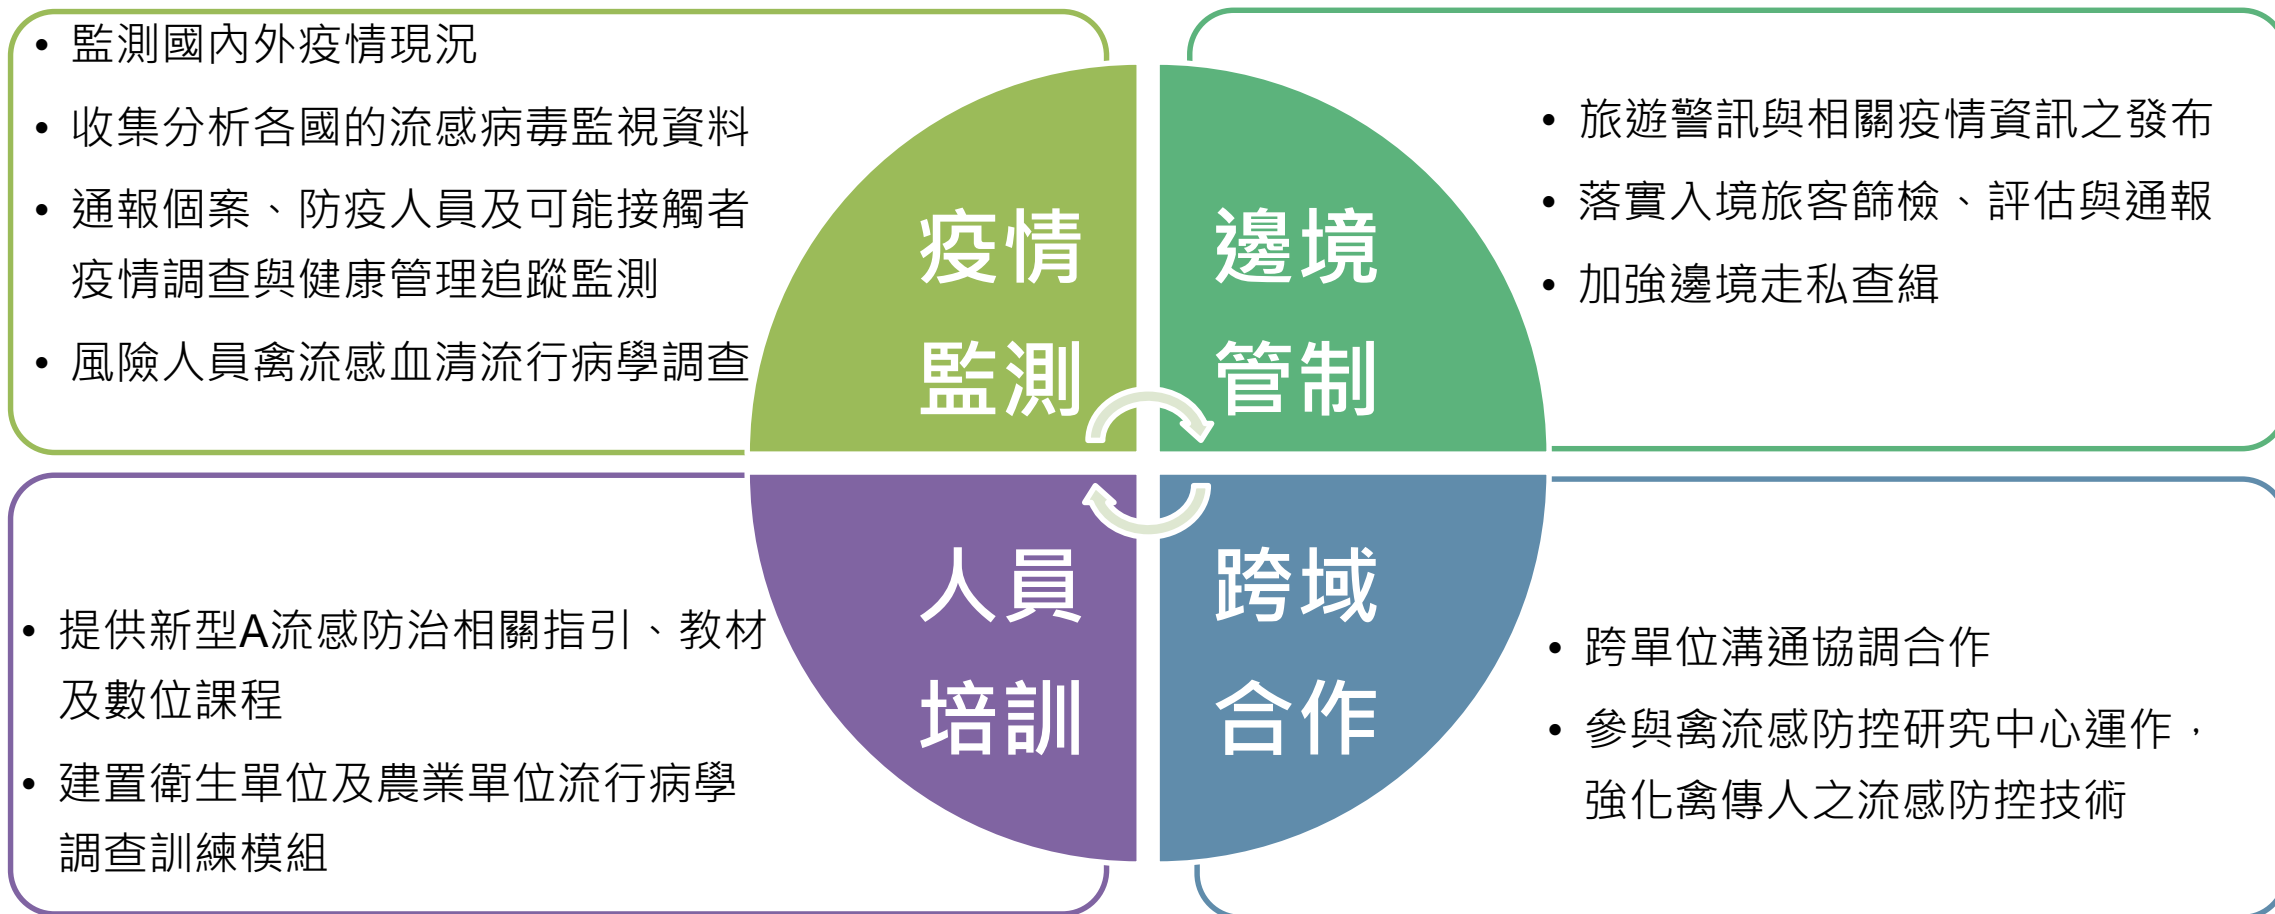 • 監測國內外疫情現況
• 收集分析各國的流感病毒監視資料
• 通報個案、防疫人員及可能接觸者
疫情調查與健康管理追蹤監測
• 風險人員禽流感血清流行病學調查
疫情
監測
邊境
管制
• 旅遊警訊與相關疫情資訊之發布
• 落實入境旅客篩檢、評估與通報
• 加強邊境走私查緝
• 提供新型A流感防治相關指引、教材
及數位課程
• 建置衛生單位及農業單位流行病學
調查訓練模組
人員
培訓
跨域
合作
• 跨單位溝通協調合作
• 參與禽流感防控研究中心運作，
強化禽傳人之流感防控技術